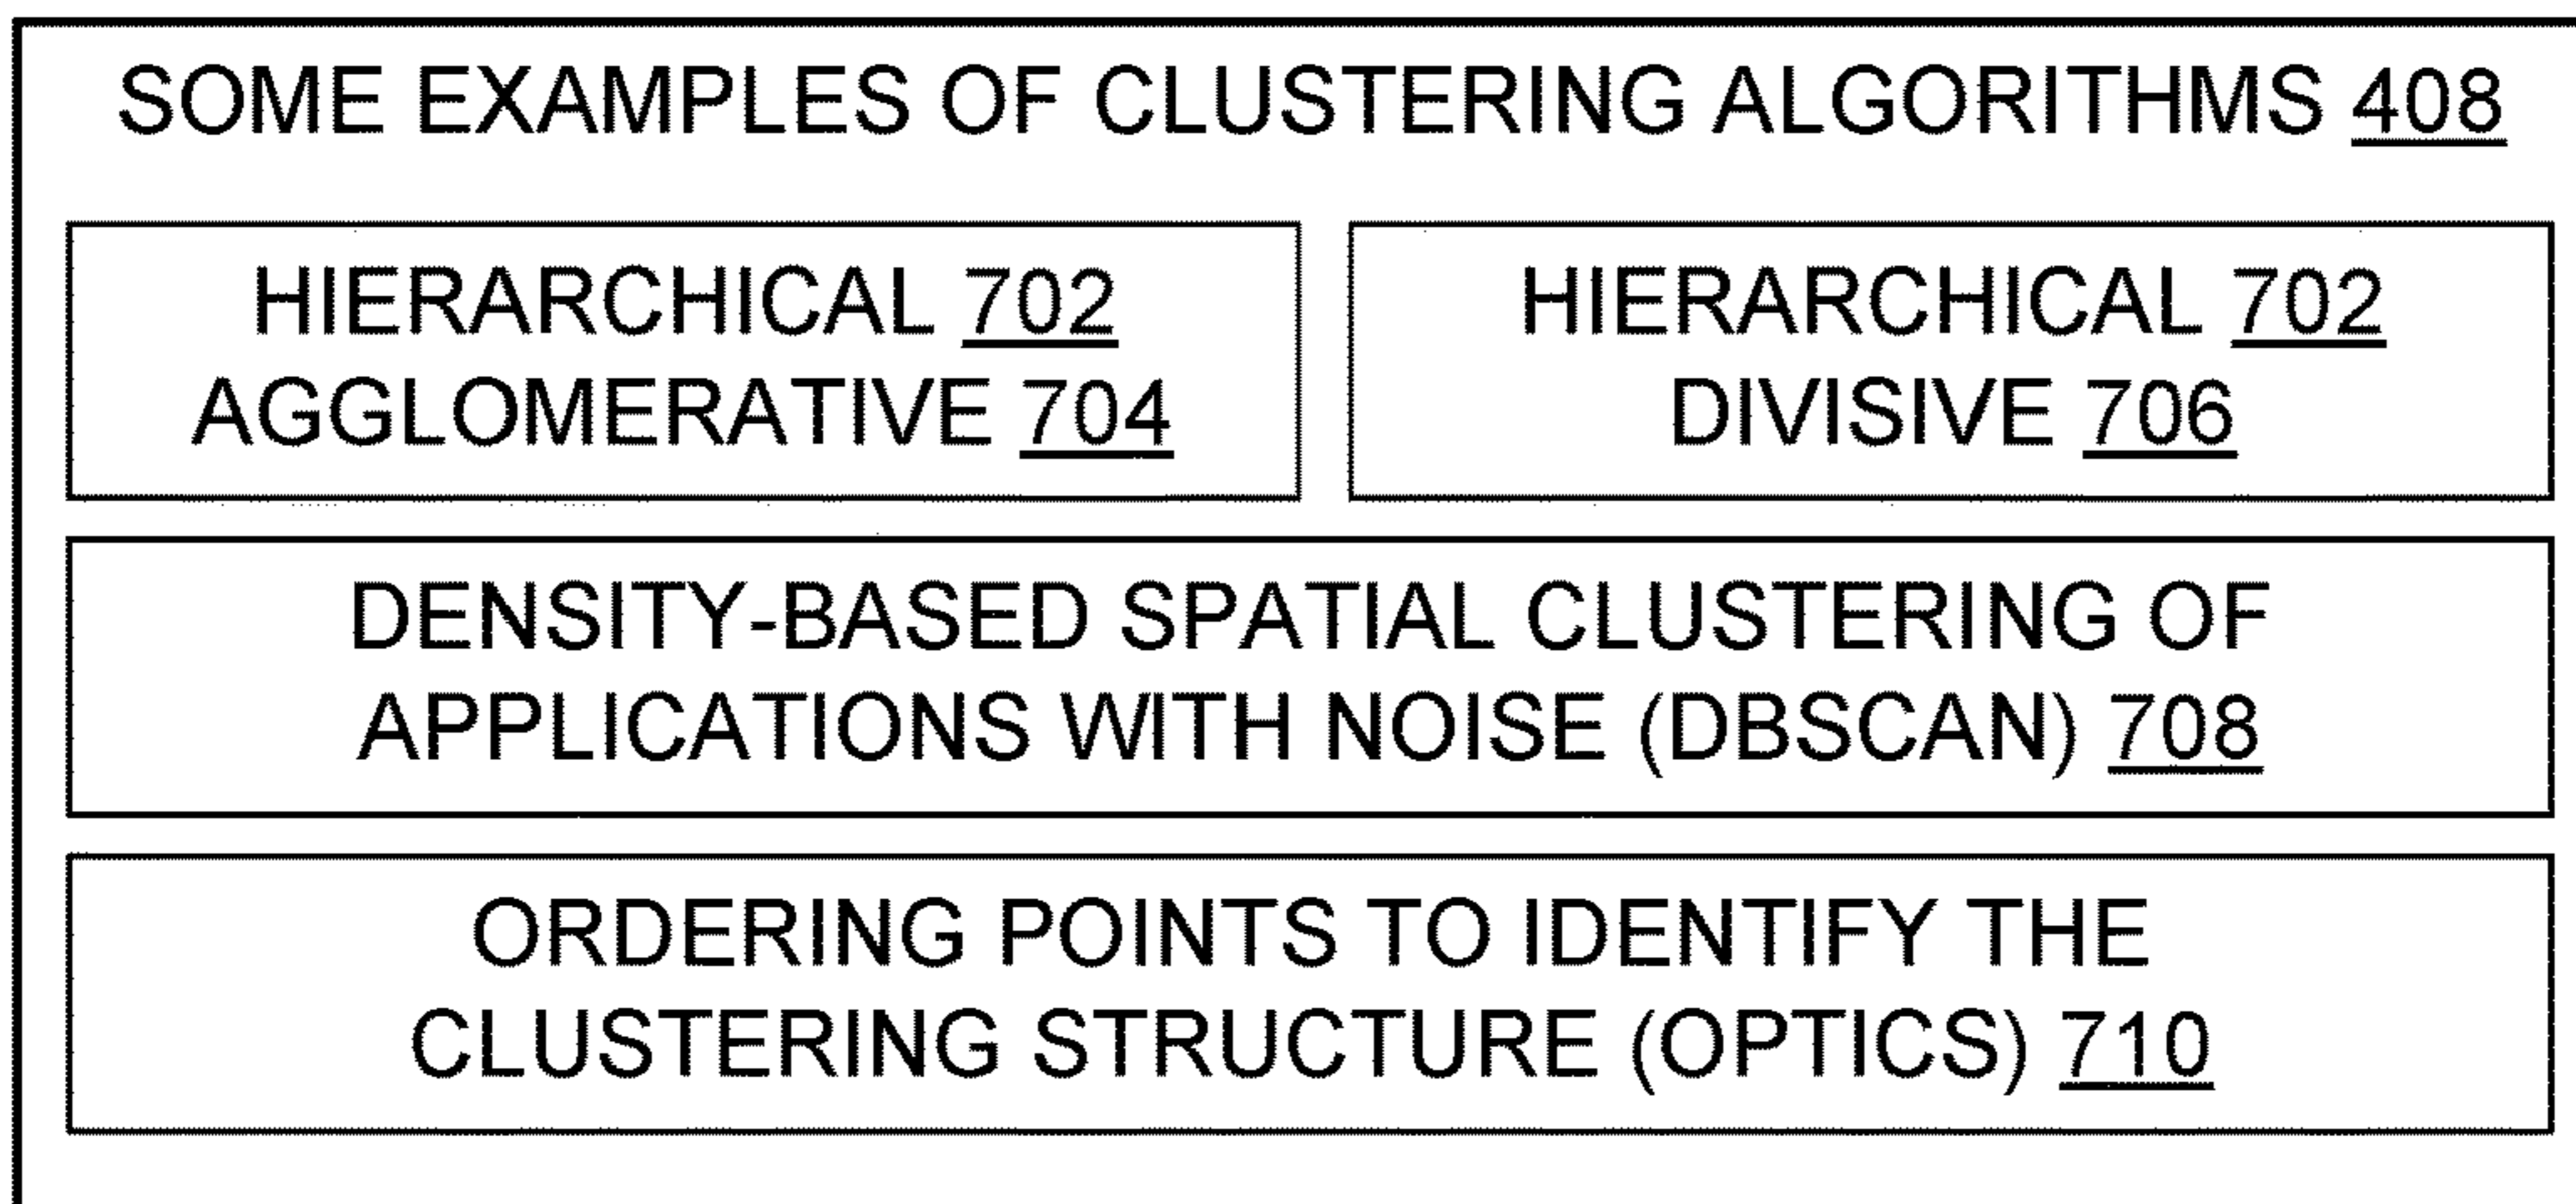 SOME EXAMPLES OF CLUSTERING ALGORITHMS 408
HIERARCHICAL 702
AGGLOMERATIVE 704
HIERARCHICAL 702
DIVISIVE 706
DENSITY-BASED SPATIAL CLUSTERING OF
APPLICATIONS WITH NOISE (DBSCAN) 708
ORDERING POINTS TO IDENTIFY THE
CLUSTERING STRUCTURE (OPTICS) 710